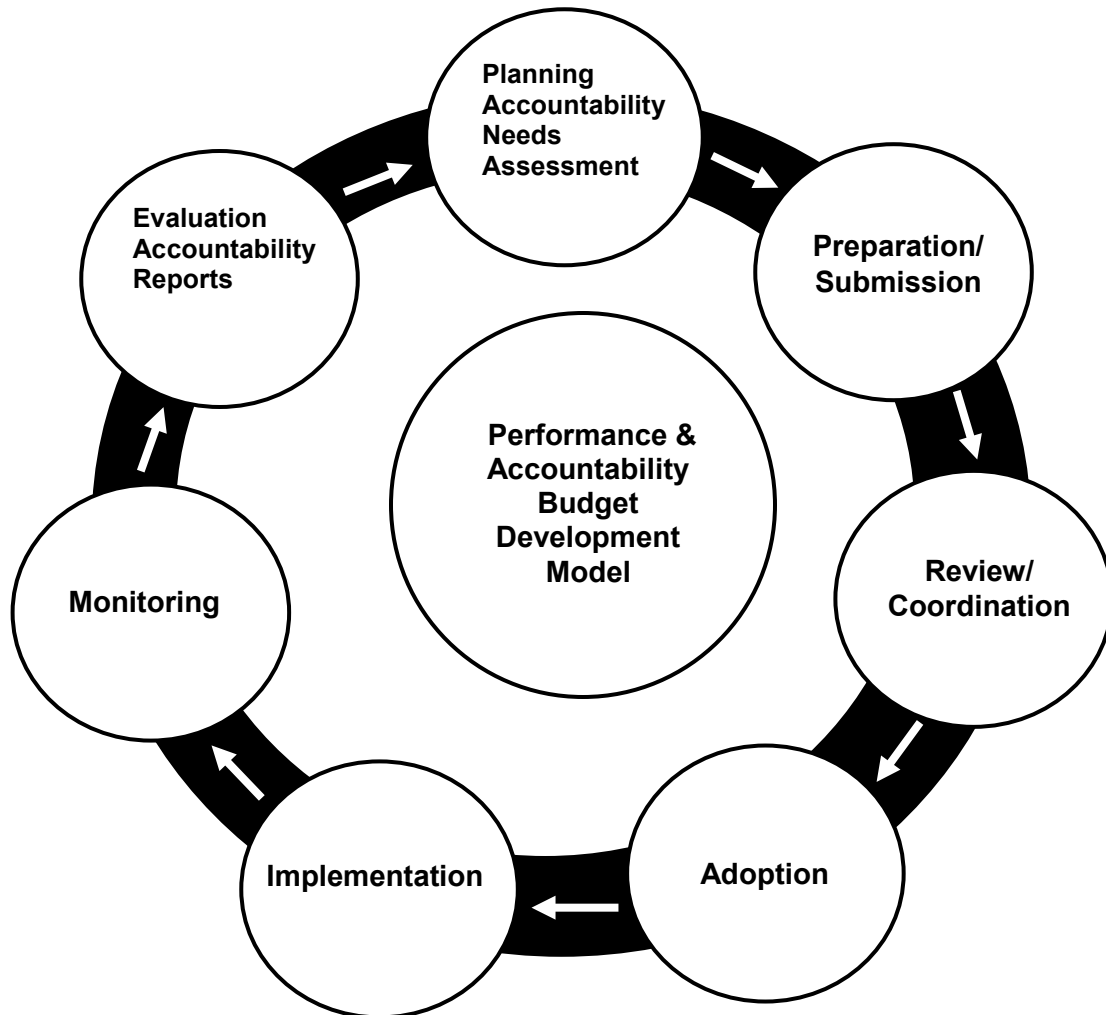 Planning
Accountability
Needs
Assessment
Preparation/
Submission
Review/
Coordination
Adoption
Implementation
Monitoring
Evaluation
Accountability
Reports
Performance &
Accountability
Budget
Development
Model